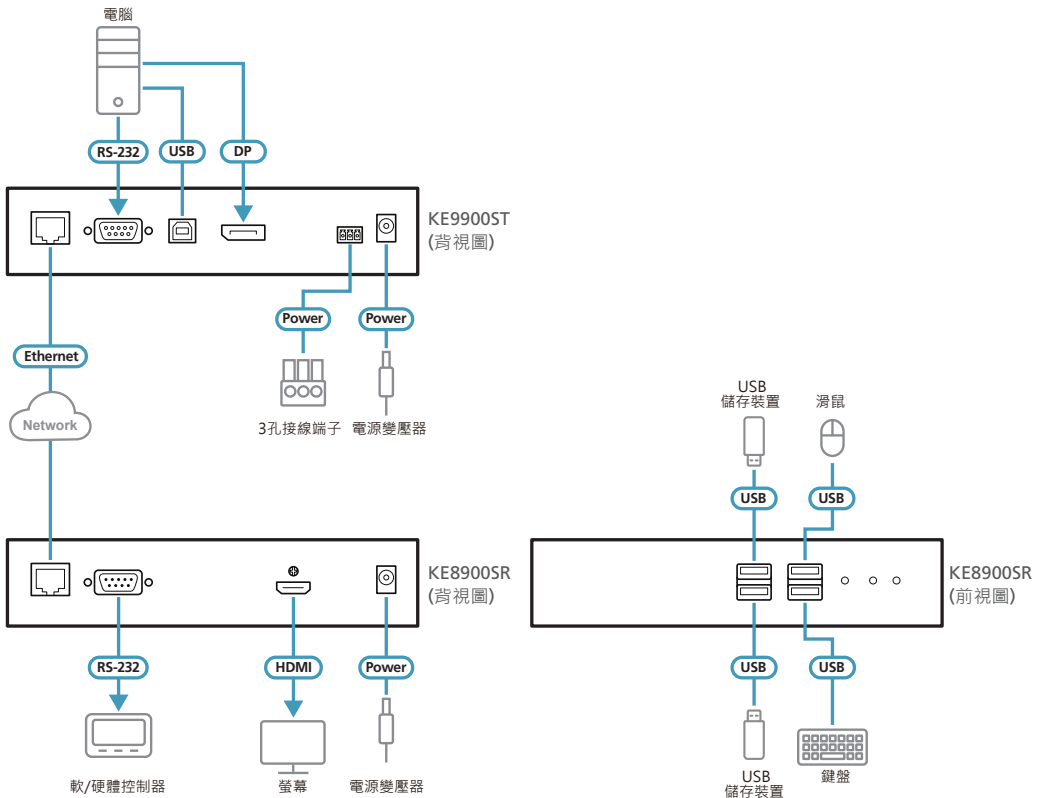 電腦
RS-232
USB
DP
KE9900ST
(背視圖)
Power
Power
Ethernet
Network
3孔接線端子
電源變壓器
USB
儲存裝置
滑鼠
USB
USB
KE8900SR
(背視圖)
KE8900SR
(前視圖)
RS-232
HDMI
Power
USB
USB
軟/硬體控制器
螢幕
電源變壓器
USB
儲存裝置
鍵盤